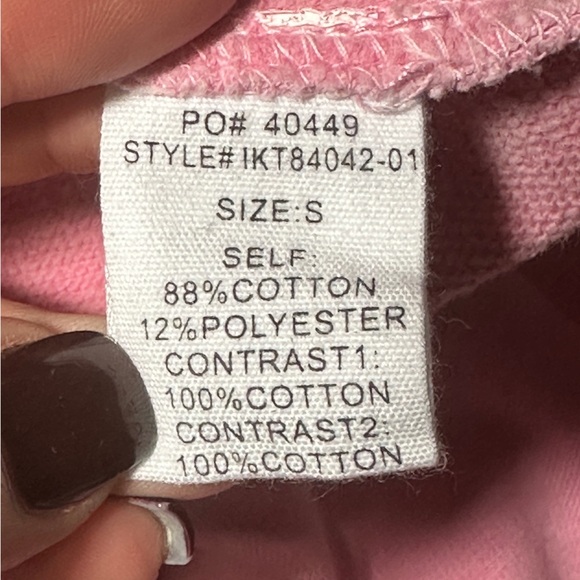 PO# 40449
STYLE# IKT84042-01
SIZE:S
SELF:
88%COTTON
12%POLYESTER
CONTRAST1:
100%COTTON
CONTRAST2:
100%COTTON